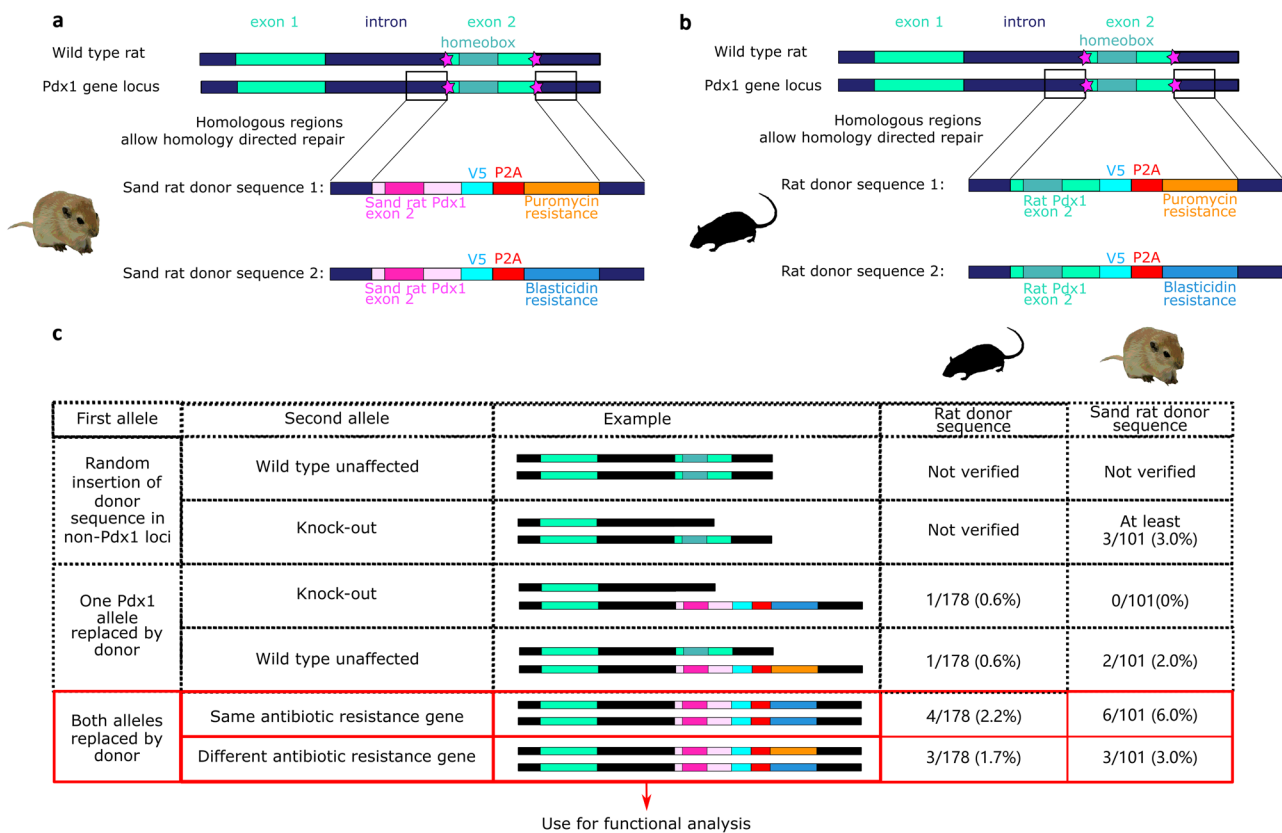 a
exon 1 intron exon 2
homeobox
Wild type rat
Pdx1 gene locus
Homologous regions
allow homology directed repair
V5 P2A
Sand rat donor sequence 1:
Sand rat Pdx1 Puromycin
exon 2 resistance
V5 P2A
Sand rat donor sequence 2:
Sand rat Pdx1 Blasticidin
exon 2 resistance
b
exon 1 intron exon 2
homeobox
Wild type rat
Pdx1 gene locus
Homologous regions
allow homology directed repair
V5 P2A
Rat donor sequence 1:
Rat Pdx1 Puromycin
exon 2 resistance
V5 P2A
Rat donor sequence 2:
Rat Pdx1 Blasticidin
exon 2 resistance
c
First allele Second allele Example Rat donor sequence Sand rat donor sequence
Random
insertion of
donor
sequence in
non-Pdx1 loci
Wild type unaffected Not verified Not verified
Knock-out Not verified At least
3/101 (3.0%)
One Pdx1
allele
replaced by
donor
Knock-out 1/178 (0.6%) 0/101(0%)
Wild type unaffected 1/178 (0.6%) 2/101 (2.0%)
Both alleles
replaced by
donor
Same antibiotic resistance gene 4/178 (2.2%) 6/101 (6.0%)
Different antibiotic resistance gene 3/178 (1.7%) 3/101 (3.0%)
Use for functional analysis